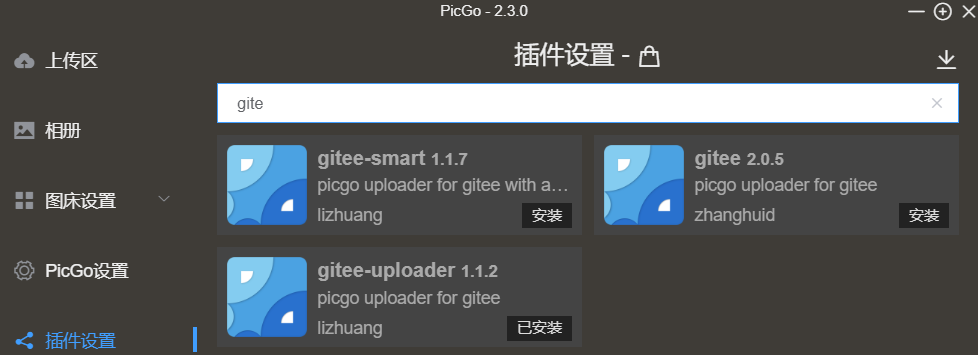 PicGo - 2.3.0
上传区
相册
图床设置
PicGo设置
插件设置
插件设置 -
gite
gitee-smart 1.1.7
picgo uploader for gitee with a…
lizhuang
安装
gitee 2.0.5
picgo uploader for gitee
zhanghuid
安装
gitee-uploader 1.1.2
picgo uploader for gitee
lizhuang
已安装